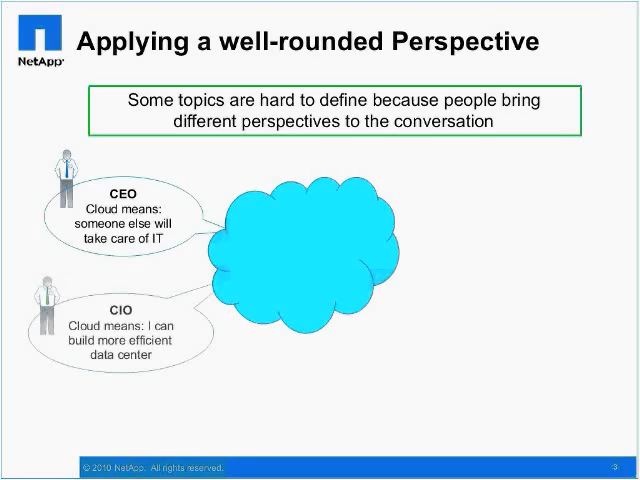 NetApp®
Applying a well-rounded Perspective
Some topics are hard to define because people bring
different perspectives to the conversation
CEO
Cloud means:
someone else will
take care of IT
CIO
Cloud means: I can
build more efficient
data center
© 2010 NetApp. All rights reserved.
3